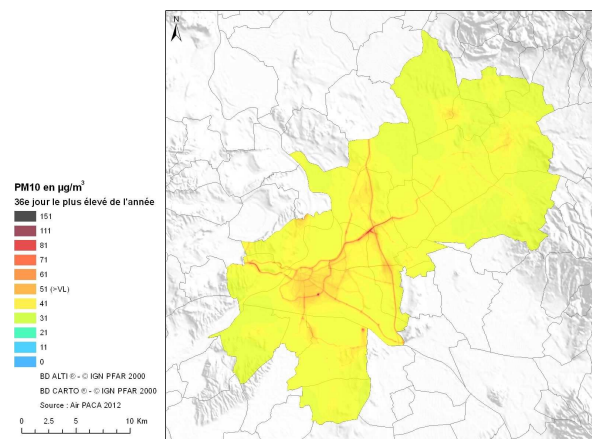 N
PM10 en µg/m³
36e jour le plus élevé de l'année
151
111
81
71
61
51 (>VL)
41
31
21
11
0
BD ALTI ® - © IGN PFAR 2000
BD CARTO ® - © IGN PFAR 2000
Source : Air PACA 2012
0 2.5 5 10 Km